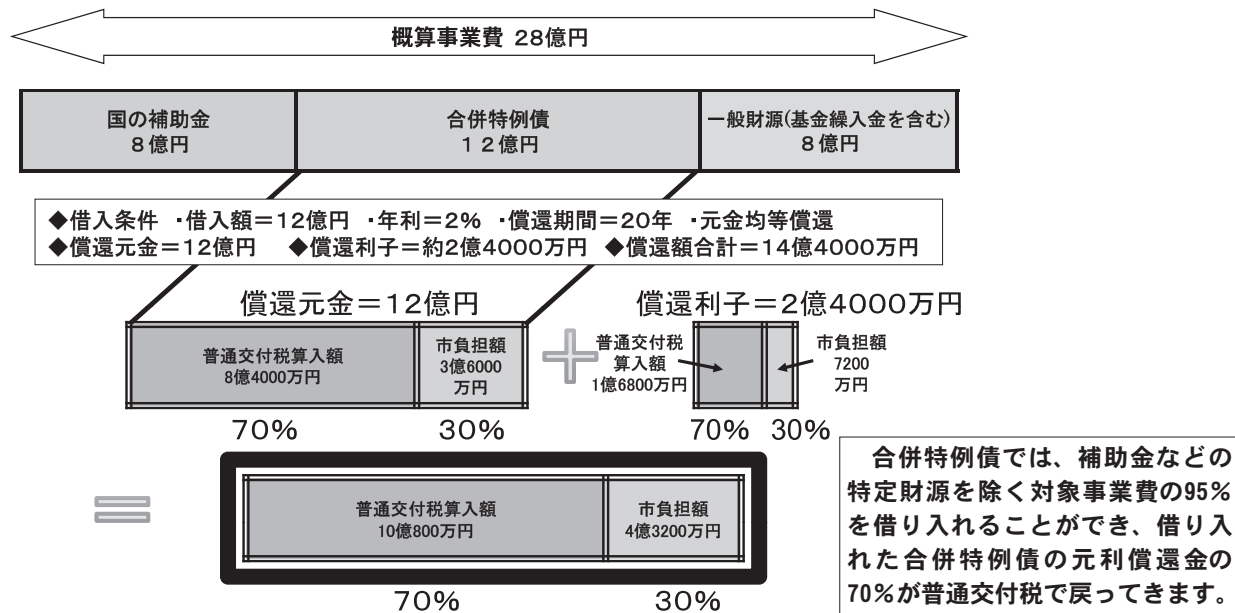 概算事業費 28億円
国の補助金
8億円
合併特例債
12億円
一般財源(基金繰入金を含む)
8億円
◆借入条件 ・借入額＝12億円 ・年利＝2% ・償還期間＝20年 ・元金均等償還
◆償還元金＝12億円 ◆償還利子＝約2億4000万円 ◆償還額合計＝14億4000万円
償還元金＝12億円
普通交付税算入額
8億4000万円
市負担額
3億6000
万円
70%
30%
償還利子＝2億4000万円
普通交付税
算入額
1億6800万円
市負担額
7200
万円
70%
30%
普通交付税算入額
10億800万円
市負担額
4億3200万円
70%
30%
合併特例債では、補助金などの
特定財源を除く対象事業費の95%
を借り入れることができ、借り入
れた合併特例債の元利償還金の
70%が普通交付税で戻ってきます。